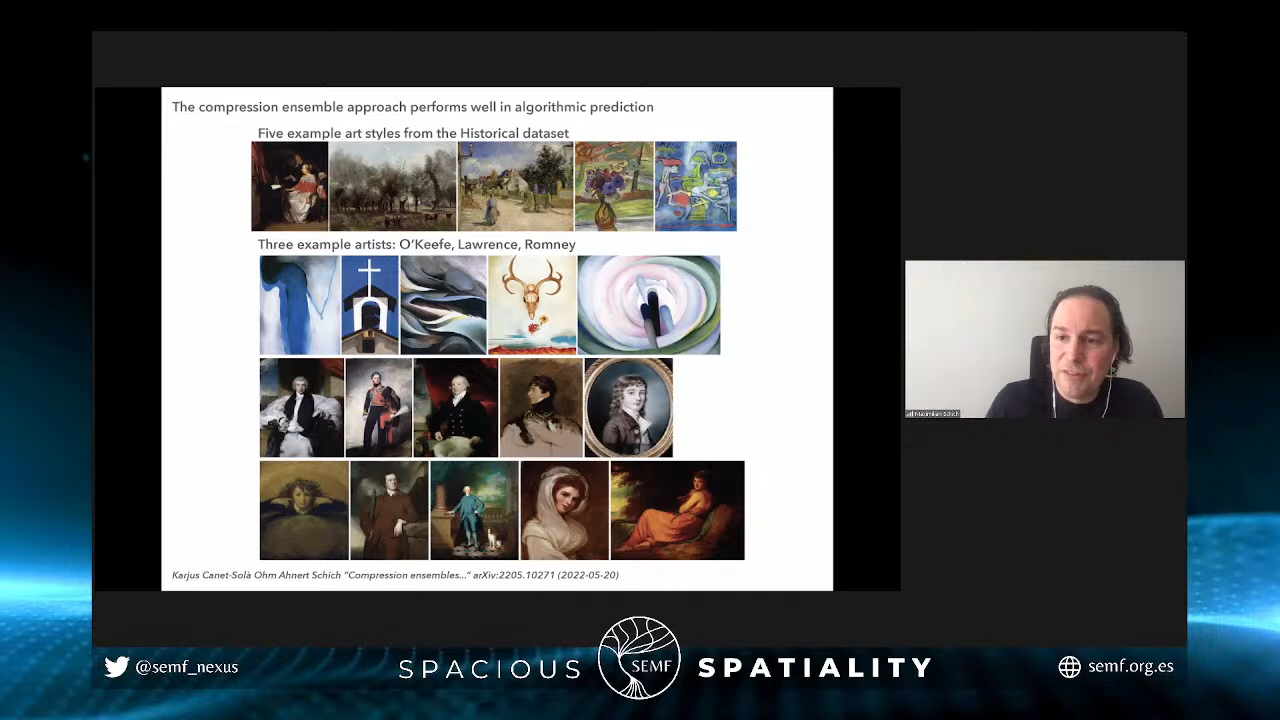 The compression ensemble approach performs well in algorithmic prediction
Five example art styles from the Historical dataset
Three example artists: O'Keefe, Lawrence, Romney
Karjus Canet-Solà Ohm Ahnert Schich "Compression ensembles..." arXiv:2205.10271 (2022-05-20)
Maximilian Schich
@semf_nexus
SPACIOUS
SEMF
SPATIALITY
semf.org.es